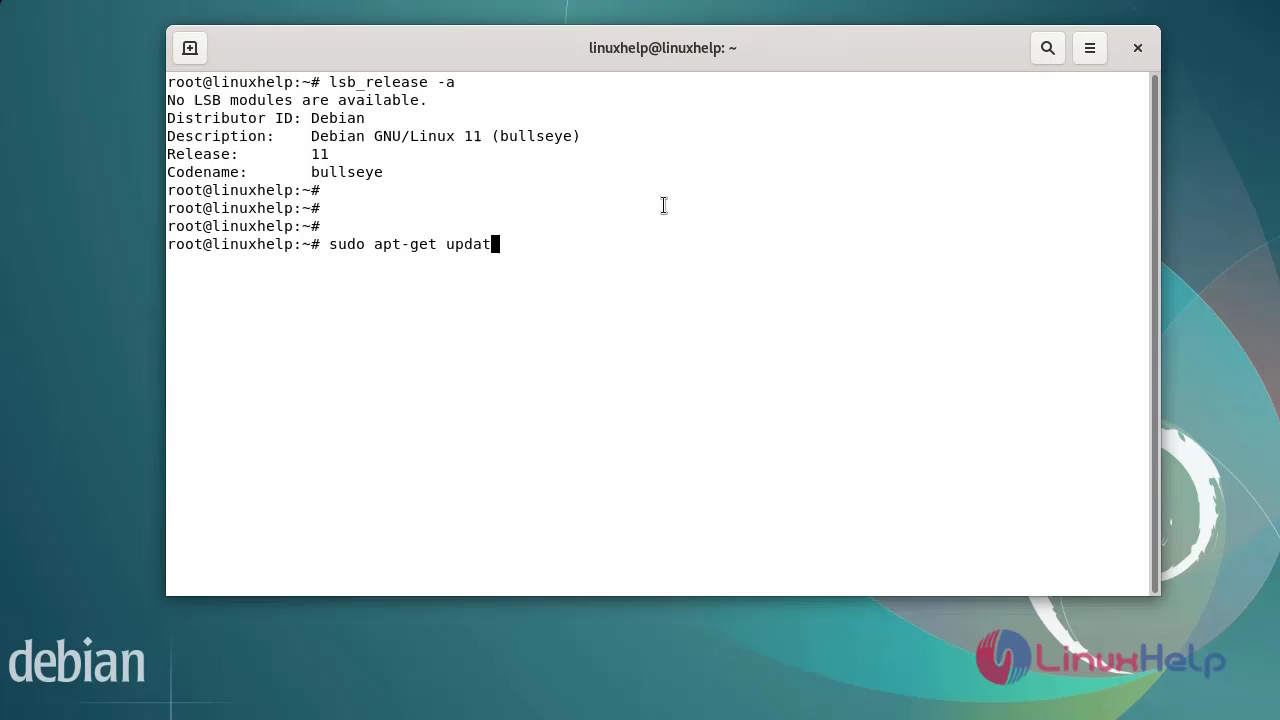 linuxhelp@linuxhelp: ~
root@linuxhelp:~# lsb_release -a
No LSB modules are available.
Distributor ID: Debian
Description:    Debian GNU/Linux 11 (bullseye)
Release:        11
Codename:       bullseye
root@linuxhelp:~#
root@linuxhelp:~#
root@linuxhelp:~#
root@linuxhelp:~# sudo apt-get updat
debian
LinuxHelp